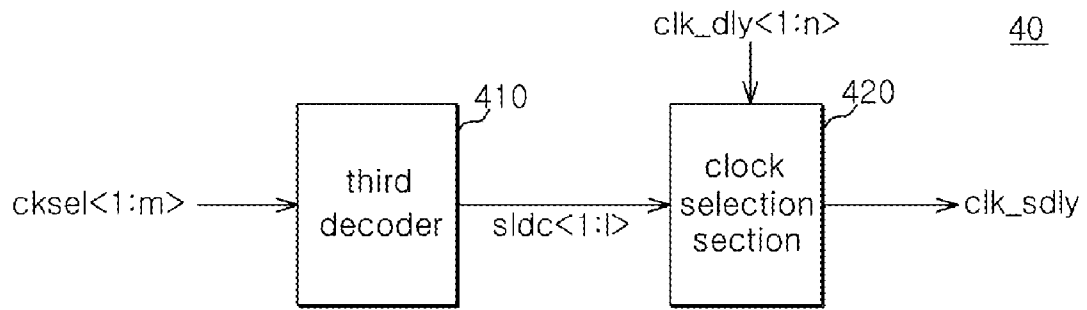 clk_dly<1:n>
40
410
420
cksel<1:m>
third
decoder
sldc<1:l>
clock
selection
section
clk_sdly